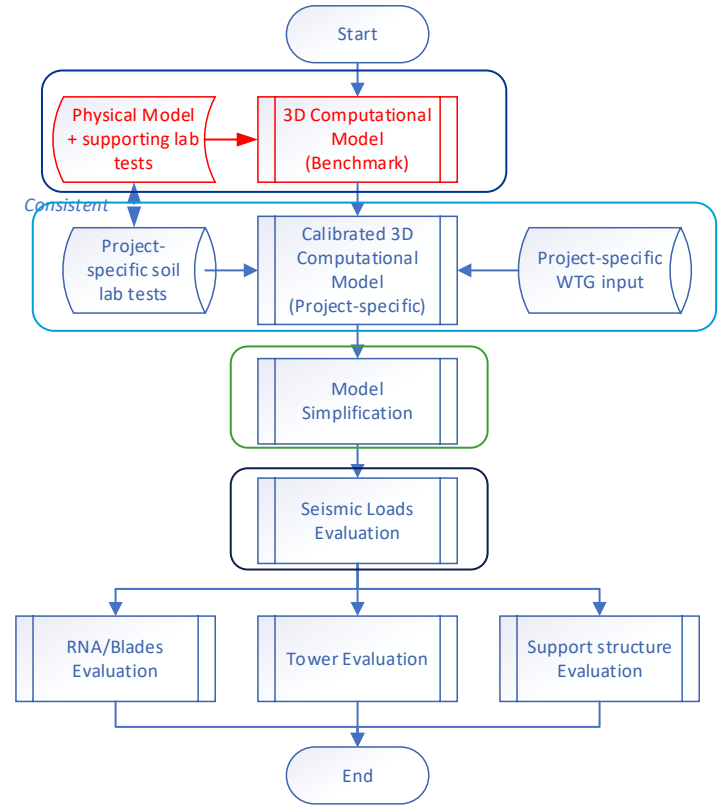 Start
Physical Model
+ supporting lab
tests
3D Computational
Model
(Benchmark)
Consistent
Project-
specific soil
lab tests
Calibrated 3D
Computational
Model
(Project-specific)
Project-specific
WTG input
Model
Simplification
Seismic Loads
Evaluation
RNA/Blades
Evaluation
Tower Evaluation
Support structure
Evaluation
End